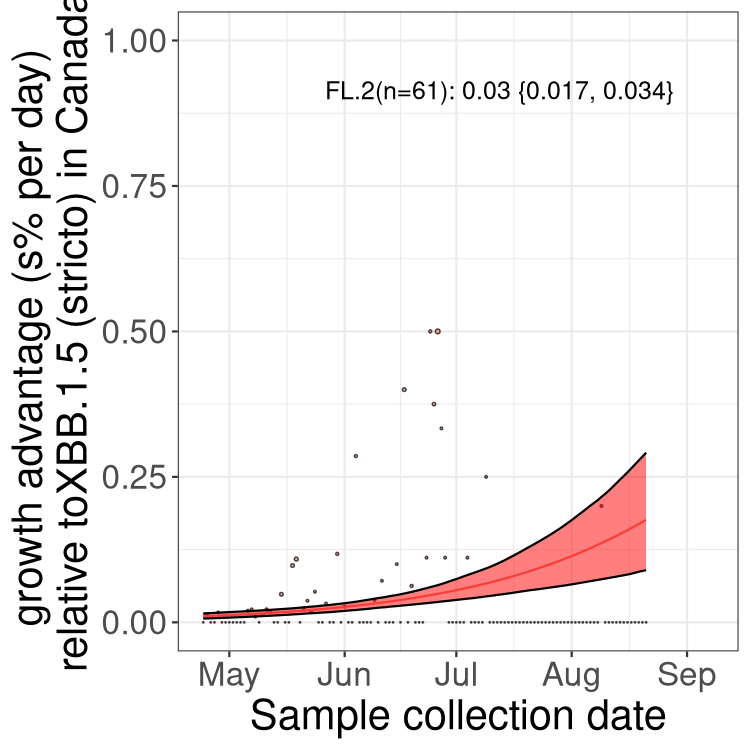 growth advantage (s% per day)
relative toXBB.1.5 (stricto) in Canada
1.00
0.75
0.50
0.25
0.00
FL.2(n=61): 0.03 {0.017, 0.034}
May Jun Jul Aug Sep
Sample collection date